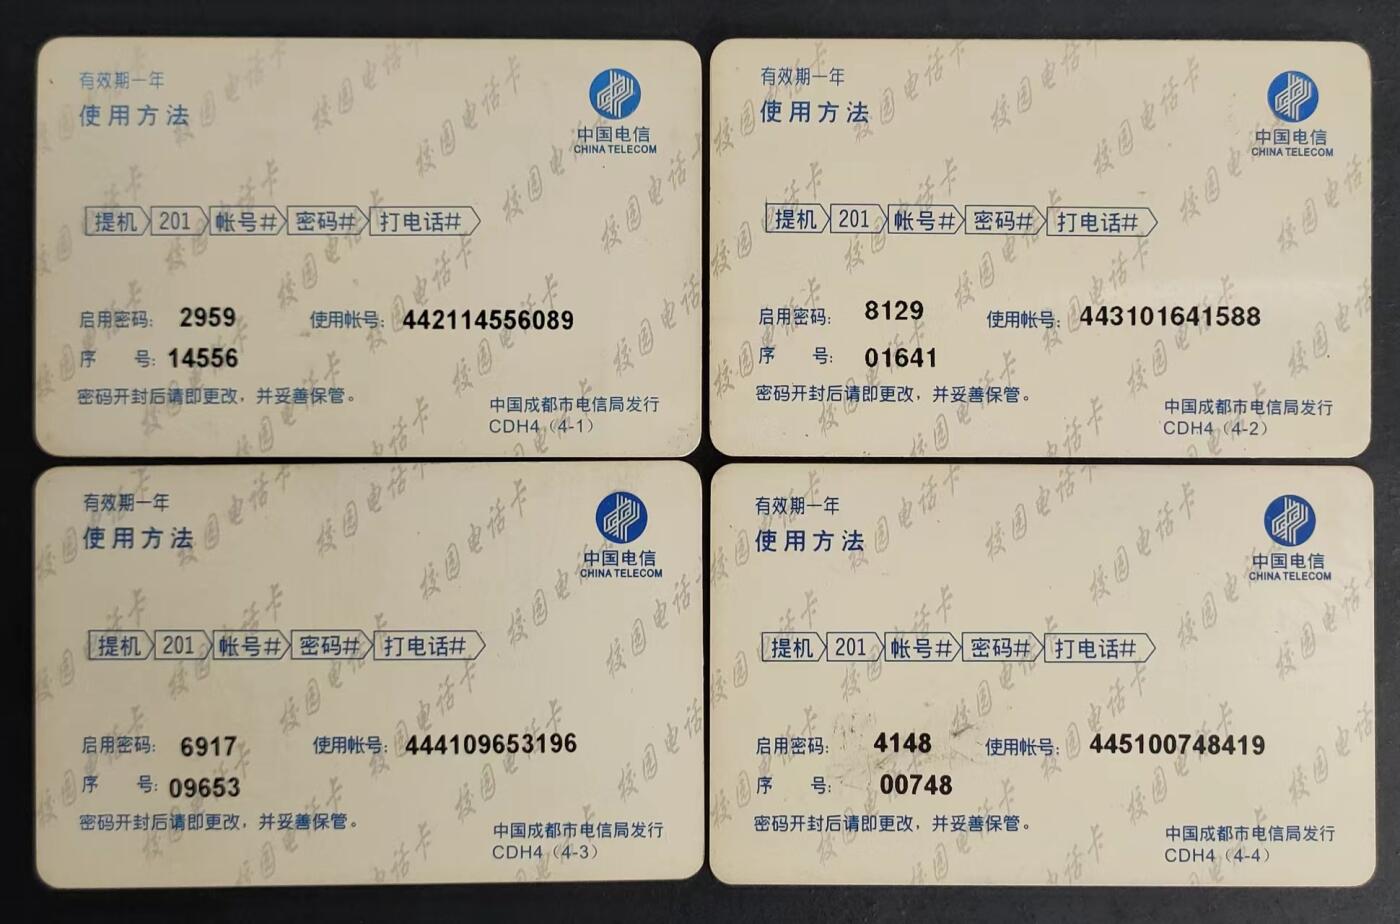 有效期一年
使用方法
中国电信
CHINA TELECOM
提机 201 帐号# 密码# 打电话#
启用密码: 2959 使用帐号: 442114556089
序 号: 14556
密码开封后请即更改，并妥善保管。
中国成都市电信局发行
CDH4（4-1）
有效期一年
使用方法
中国电信
CHINA TELECOM
提机 201 帐号# 密码# 打电话#
启用密码: 8129 使用帐号: 443101641588
序 号: 01641
密码开封后请即更改，并妥善保管。
中国成都市电信局发行
CDH4（4-2）
有效期一年
使用方法
中国电信
CHINA TELECOM
提机 201 帐号# 密码# 打电话#
启用密码: 6917 使用帐号: 444109653196
序 号: 09653
密码开封后请即更改，并妥善保管。
中国成都市电信局发行
CDH4（4-3）
有效期一年
使用方法
中国电信
CHINA TELECOM
提机 201 帐号# 密码# 打电话#
启用密码: 4148 使用帐号: 445100748419
序 号: 00748
密码开封后请即更改，并妥善保管。
中国成都市电信局发行
CDH4（4-4）
校园电话卡